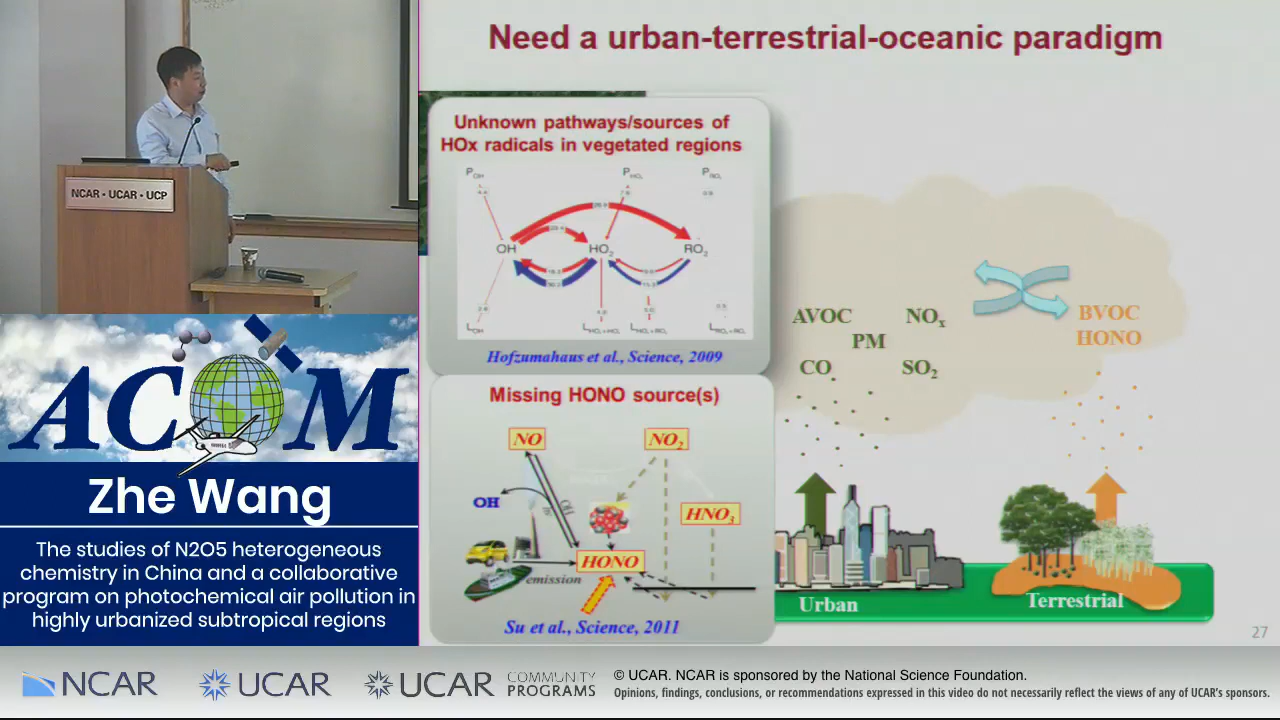 Need a urban-terrestrial-oceanic paradigm
Unknown pathways/sources of
HOx radicals in vegetated regions
OH
HO2
RO2
Hofzumahaus et al., Science, 2009
Missing HONO source(s)
NO
NO2
OH
OH
HNO3
HONO
emission
Su et al., Science, 2011
AVOC
NOx
PM
CO
SO2
BVOC
HONO
Urban
Terrestrial
27
NCAR • UCAR • UCP
ACOM
Zhe Wang
The studies of N2O5 heterogeneous
chemistry in China and a collaborative
program on photochemical air pollution in
highly urbanized subtropical regions
NCAR
UCAR
UCAR
COMMUNITY
PROGRAMS
© UCAR. NCAR is sponsored by the National Science Foundation.
Opinions, findings, conclusions, or recommendations expressed in this video do not necessarily reflect the views of any of UCAR's sponsors.